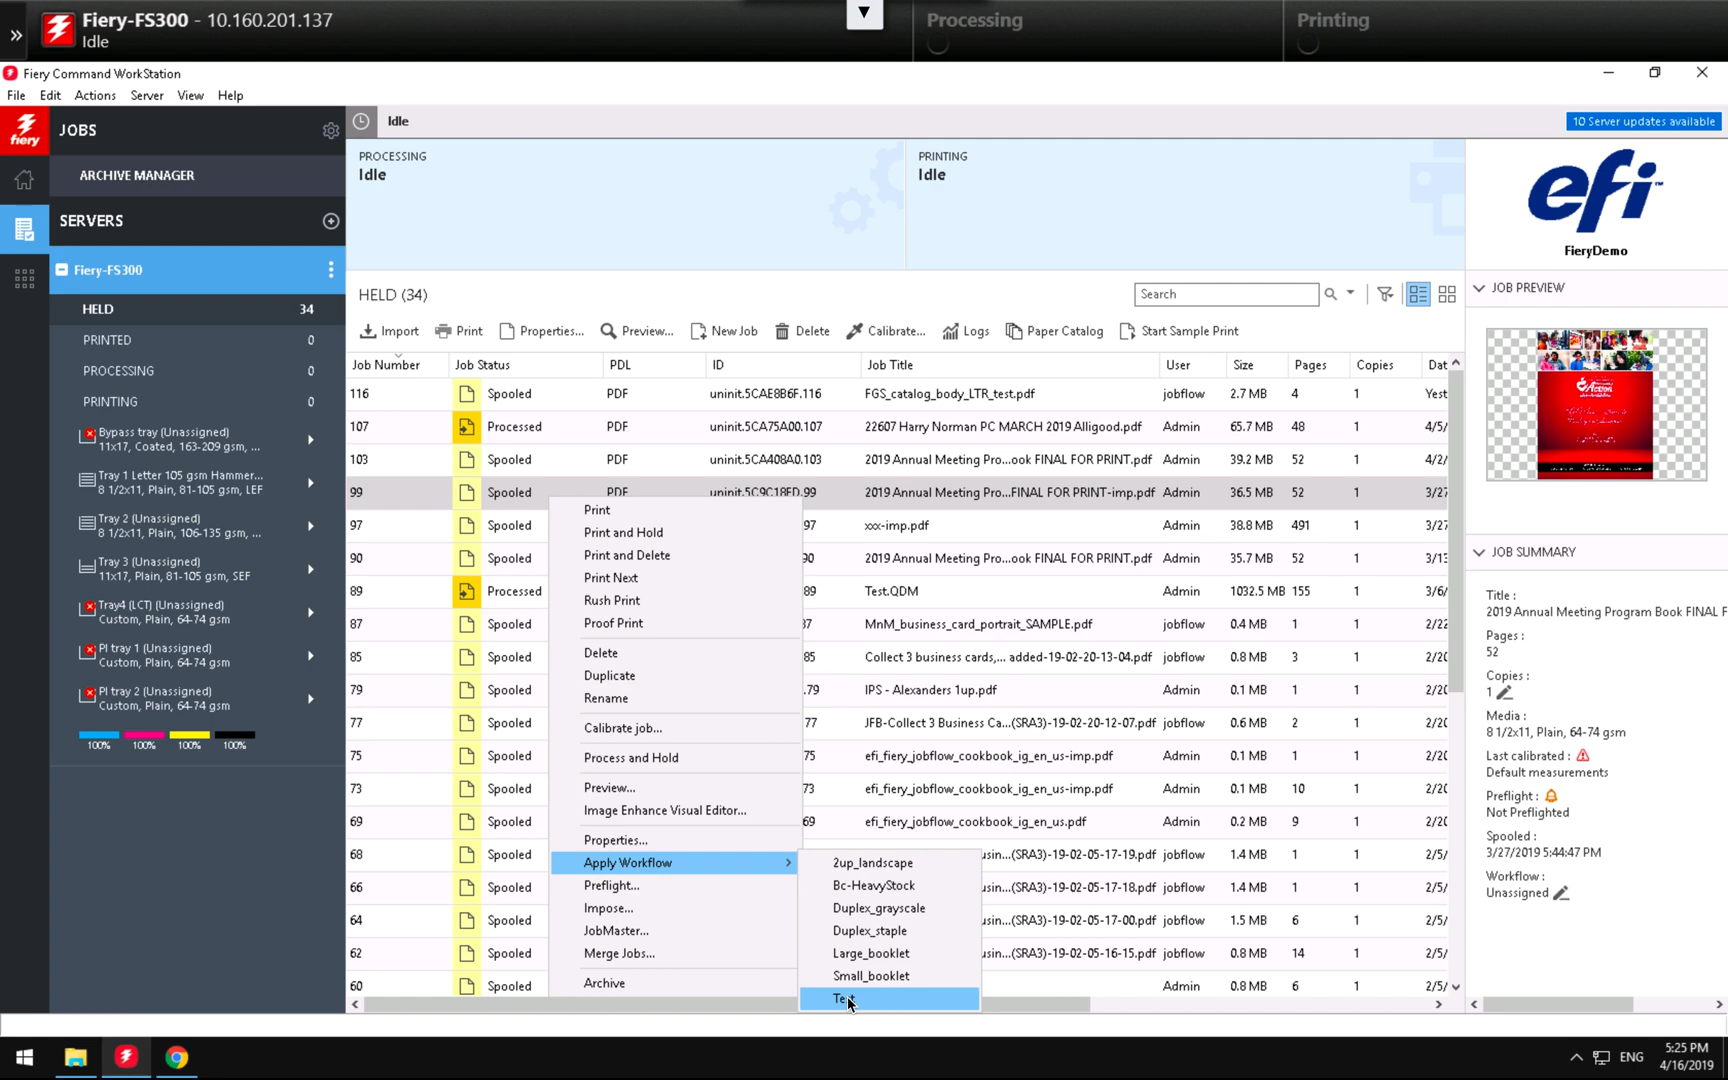 Fiery-FS300 - 10.160.201.137
Idle
Processing
Printing
Fiery Command WorkStation
File Edit Actions Server View Help
fiery
JOBS
ARCHIVE MANAGER
SERVERS
Fiery-FS300
HELD 34
PRINTED 0
PROCESSING 0
PRINTING 0
Bypass tray (Unassigned)
11x17, Coated, 163-209 gsm, ...
Tray 1 Letter 105 gsm Hammer...
8 1/2x11, Plain, 81-105 gsm, LEF
Tray 2 (Unassigned)
8 1/2x11, Plain, 106-135 gsm, ...
Tray 3 (Unassigned)
11x17, Plain, 81-105 gsm, SEF
Tray4 (LCT) (Unassigned)
Custom, Plain, 64-74 gsm
PI tray 1 (Unassigned)
Custom, Plain, 64-74 gsm
PI tray 2 (Unassigned)
Custom, Plain, 64-74 gsm
100% 100% 100% 100%
Idle
10 Server updates available
PROCESSING
Idle
PRINTING
Idle
HELD (34)
Search
Import Print Properties... Preview... New Job Delete Calibrate... Logs Paper Catalog Start Sample Print
Job Number Job Status PDL ID Job Title User Size Pages Copies Dat
116 Spooled PDF uninit.5CAE8B6F.116 FGS_catalog_body_LTR_test.pdf jobflow 2.7 MB 4 1 Yest
107 Processed PDF uninit.5CA75A00.107 22607 Harry Norman PC MARCH 2019 Alligood.pdf Admin 65.7 MB 48 1 4/5/
103 Spooled PDF uninit.5CA408A0.103 2019 Annual Meeting Pro...ook FINAL FOR PRINT.pdf Admin 39.2 MB 52 1 4/2/
99 Spooled PDF uninit.5C9C18FD.99 2019 Annual Meeting Pro...FINAL FOR PRINT-imp.pdf Admin 36.5 MB 52 1 3/27
97 Spooled 97 xxx-imp.pdf Admin 38.8 MB 491 1 3/27
90 Spooled 90 2019 Annual Meeting Pro...ook FINAL FOR PRINT.pdf Admin 35.7 MB 52 1 3/13
89 Processed 89 Test.QDM Admin 1032.5 MB 155 1 3/6/
87 Spooled 87 MnM_business_card_portrait_SAMPLE.pdf jobflow 0.4 MB 1 1 2/22
85 Spooled 85 Collect 3 business cards,... added-19-02-20-13-04.pdf jobflow 0.8 MB 3 1 2/20
79 Spooled .79 IPS - Alexanders 1up.pdf Admin 0.1 MB 1 1 2/20
77 Spooled 77 JFB-Collect 3 Business Ca...(SRA3)-19-02-20-12-07.pdf jobflow 0.6 MB 2 1 2/20
75 Spooled 75 efi_fiery_jobflow_cookbook_ig_en_us-imp.pdf Admin 0.1 MB 1 1 2/20
73 Spooled 73 efi_fiery_jobflow_cookbook_ig_en_us-imp.pdf Admin 0.1 MB 10 1 2/20
69 Spooled 69 efi_fiery_jobflow_cookbook_ig_en_us.pdf Admin 0.2 MB 9 1 2/20
68 Spooled usin...(SRA3)-19-02-05-17-19.pdf jobflow 1.4 MB 1 1 2/5/
66 Spooled usin...(SRA3)-19-02-05-17-18.pdf jobflow 1.4 MB 1 1 2/5/
64 Spooled usin...(SRA3)-19-02-05-17-00.pdf jobflow 1.5 MB 6 1 2/5/
62 Spooled usin...(SRA3)-19-02-05-16-15.pdf jobflow 0.8 MB 14 1 2/5/
60 Spooled Admin 0.8 MB 6 1 2/5/
Print
Print and Hold
Print and Delete
Print Next
Rush Print
Proof Print
Delete
Duplicate
Rename
Calibrate job...
Process and Hold
Preview...
Image Enhance Visual Editor...
Properties...
Apply Workflow
Preflight...
Impose...
JobMaster...
Merge Jobs...
Archive
2up_landscape
Bc-HeavyStock
Duplex_grayscale
Duplex_staple
Large_booklet
Small_booklet
efi
FieryDemo
JOB PREVIEW
Action
JOB SUMMARY
Title :
2019 Annual Meeting Program Book FINAL F
Pages :
52
Copies :
1
Media :
8 1/2x11, Plain, 64-74 gsm
Last calibrated :
Default measurements
Preflight :
Not Preflighted
Spooled :
3/27/2019 5:44:47 PM
Workflow :
Unassigned
ENG
5:25 PM
4/16/2019